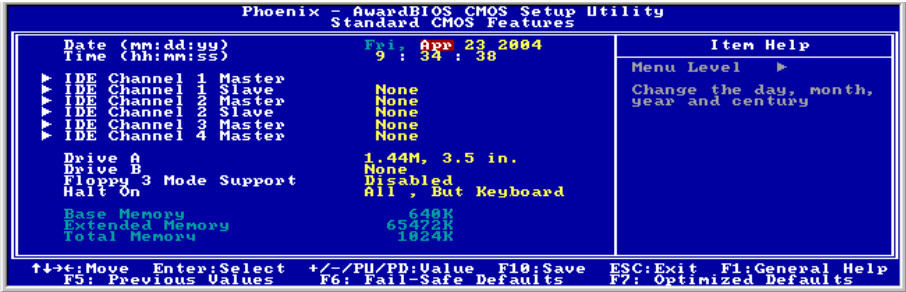 Phoenix - AwardBIOS CMOS Setup Utility
Standard CMOS Features
Date (mm:dd:yy) Fri, Apr 23 2004
Time (hh:mm:ss) 9 : 34 : 38
► IDE Channel 1 Master
► IDE Channel 1 Slave None
► IDE Channel 2 Master None
► IDE Channel 2 Slave None
► IDE Channel 3 Master None
► IDE Channel 4 Master None
Drive A 1.44M, 3.5 in.
Drive B None
Floppy 3 Mode Support Disabled
Halt On All , But Keyboard
Base Memory 640K
Extended Memory 65472K
Total Memory 1024K
Item Help
Menu Level ►
Change the day, month,
year and century
↑↓→←:Move Enter:Select +/-/PU/PD:Value F10:Save ESC:Exit F1:General Help
F5: Previous Values F6: Fail-Safe Defaults F7: Optimized Defaults